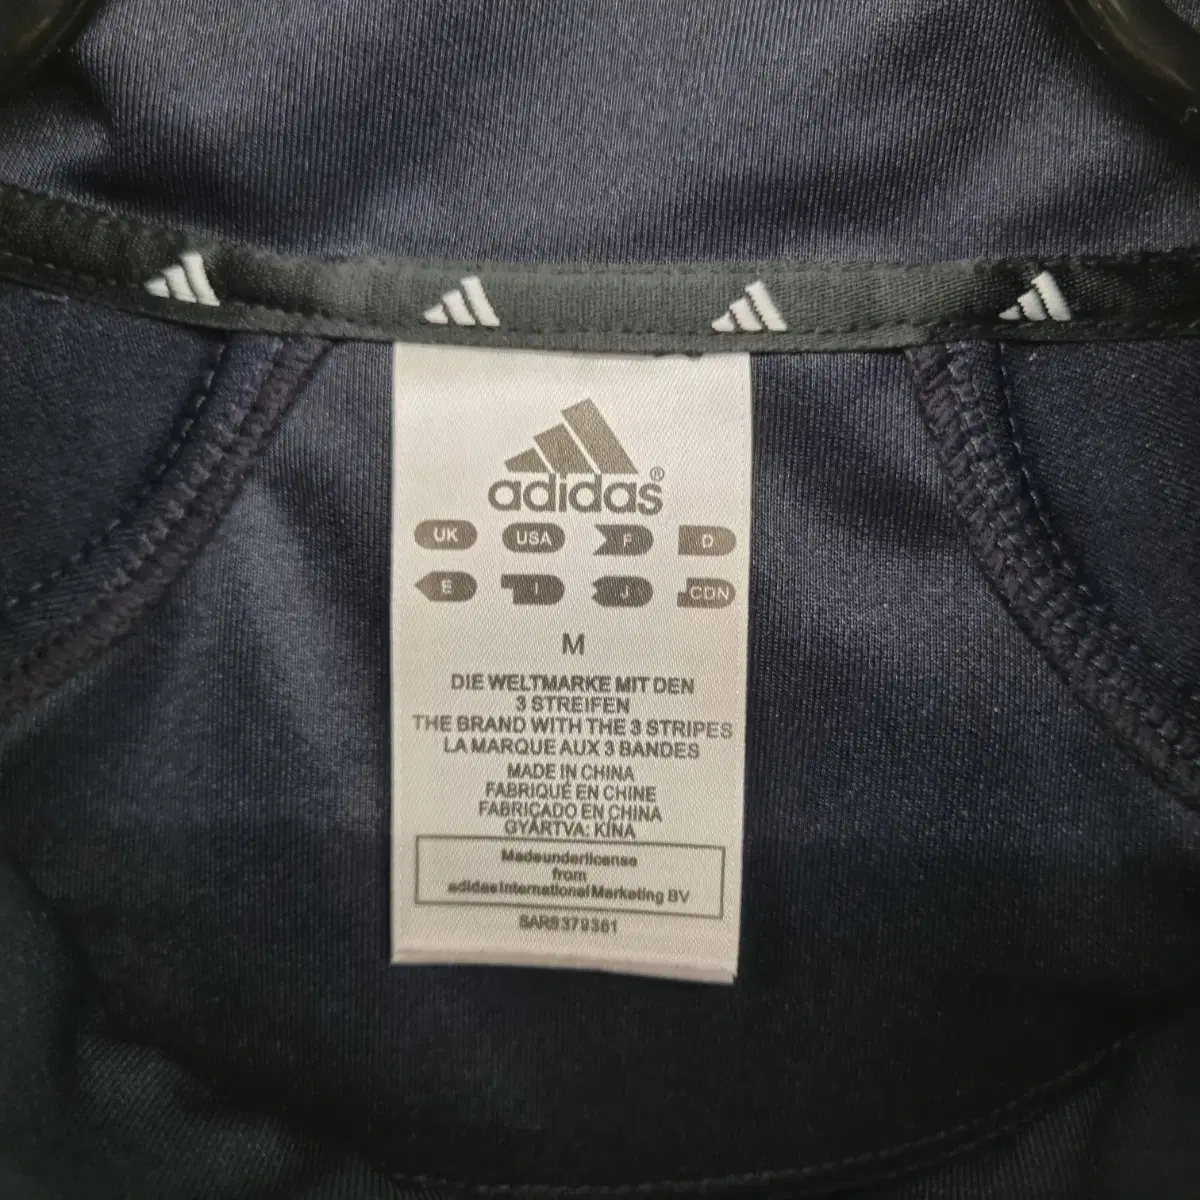 adidas®
UK USA F D
E I J CDN
M
DIE WELTMARKE MIT DEN
3 STREIFEN
THE BRAND WITH THE 3 STRIPES
LA MARQUE AUX 3 BANDES
MADE IN CHINA
FABRIQUÉ EN CHINE
FABRICADO EN CHINA
GYÁRTVA: KÍNA
Madeunderlicense
from
adidas International Marketing BV